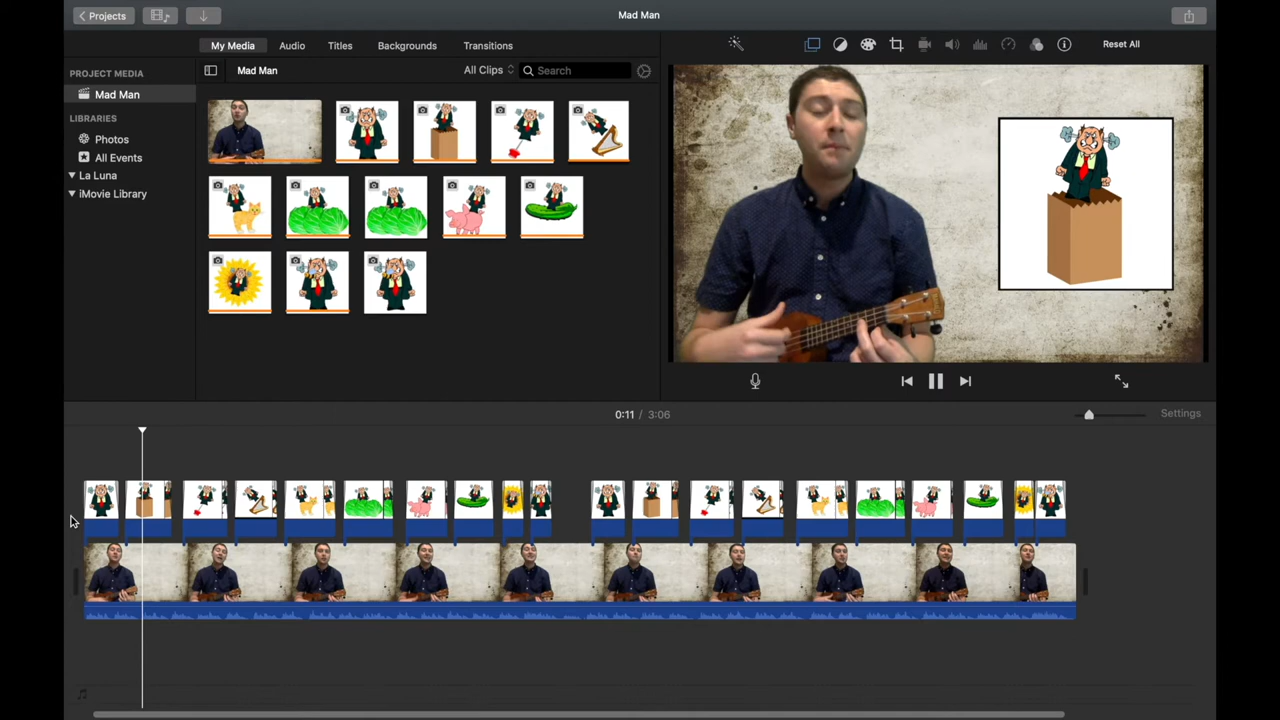 Projects
Mad Man
My Media
Audio
Titles
Backgrounds
Transitions
Reset All
PROJECT MEDIA
Mad Man
LIBRARIES
Photos
All Events
La Luna
iMovie Library
Mad Man
All Clips
Search
0:11 / 3:06
Settings